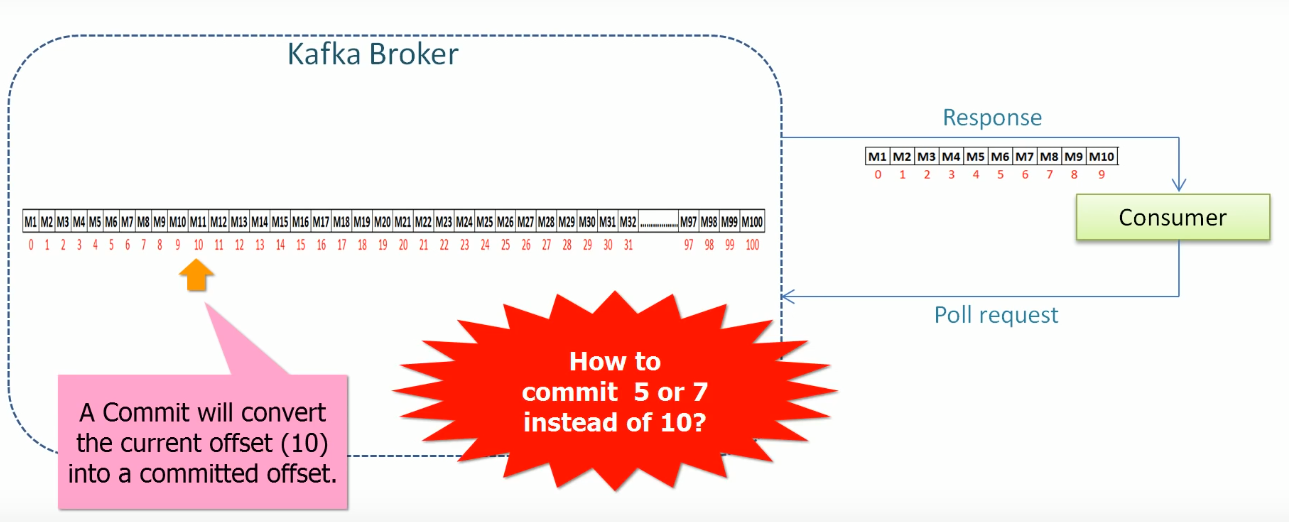 Kafka Broker
Response
M1 M2 M3 M4 M5 M6 M7 M8 M9 M10
0 1 2 3 4 5 6 7 8 9
Consumer
Poll request
M1 M2 M3 M4 M5 M6 M7 M8 M9 M10 M11 M12 M13 M14 M15 M16 M17 M18 M19 M20 M21 M22 M23 M24 M25 M26 M27 M28 M29 M30 M31 M32 ................. M97 M98 M99 M100
0 1 2 3 4 5 6 7 8 9 10 11 12 13 14 15 16 17 18 19 20 21 22 23 24 25 26 27 28 29 30 31 97 98 99 100
A Commit will convert
the current offset (10)
into a committed offset.
How to
commit 5 or 7
instead of 10?